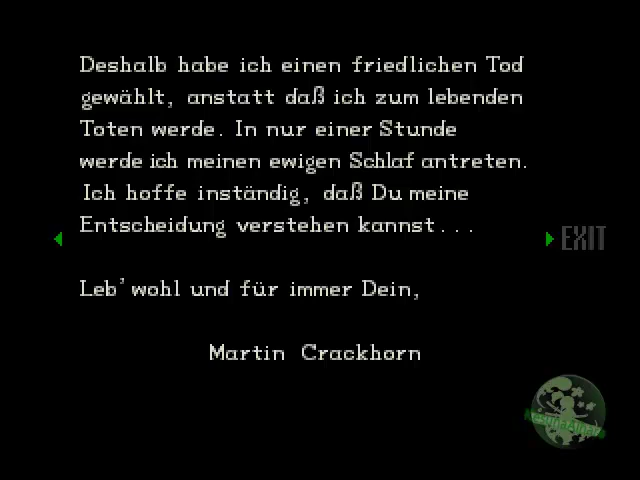 Deshalb habe ich einen friedlichen Tod
gewählt, anstatt daß ich zum lebenden
Toten werde. In nur einer Stunde
werde ich meinen ewigen Schlaf antreten.
Ich hoffe inständig, daß Du meine
Entscheidung verstehen kannst...
EXIT
Leb'wohl und für immer Dein,
Martin Crackhorn